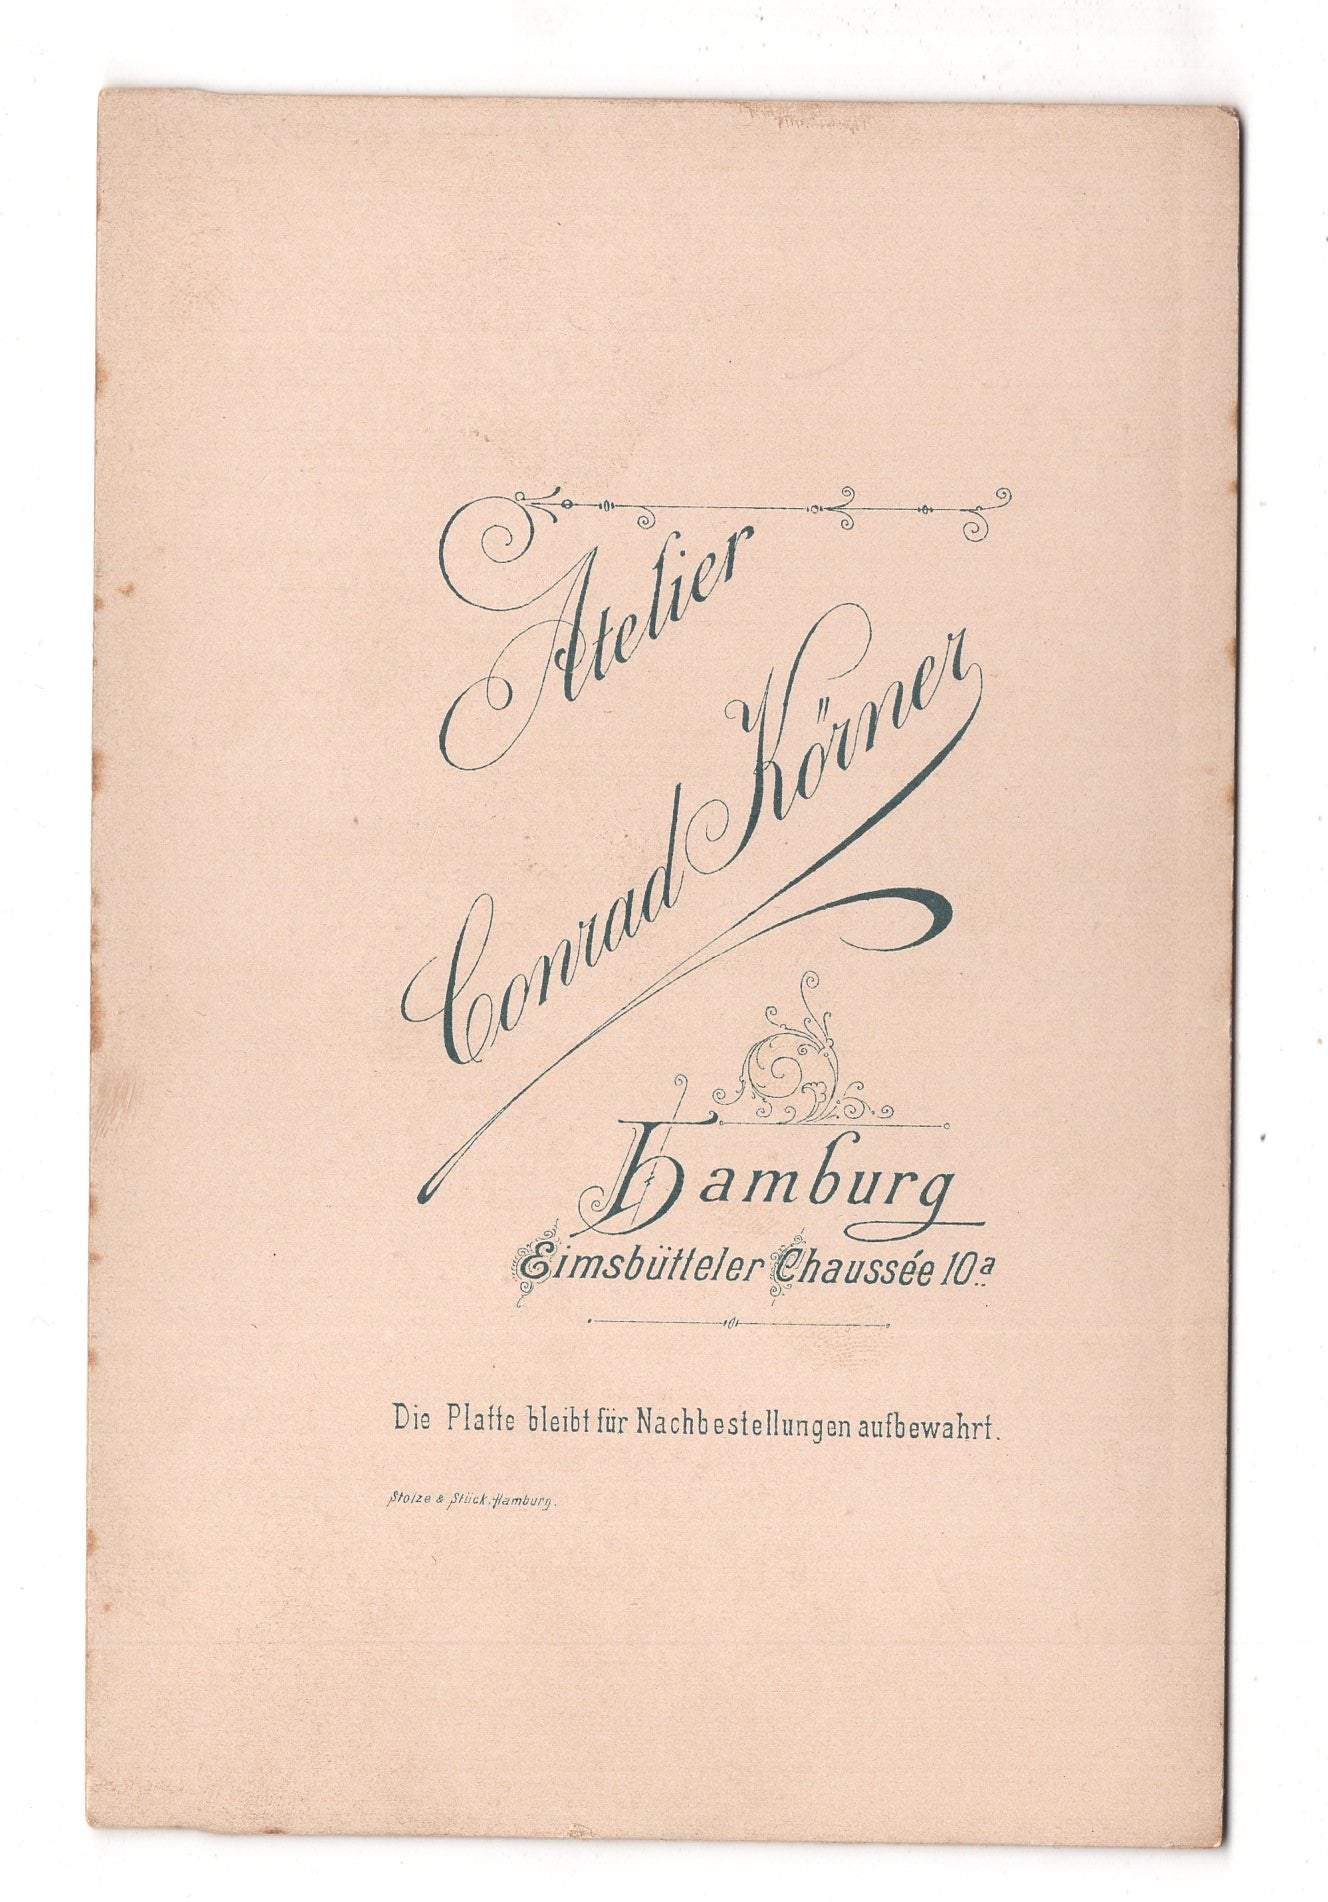 Atelier
Conrad Körner
Hamburg
Eimsbütteler Chaussée 10a
Die Platte bleibt für Nachbestellungen aufbewahrt.
Stolze & Stück, Hamburg.